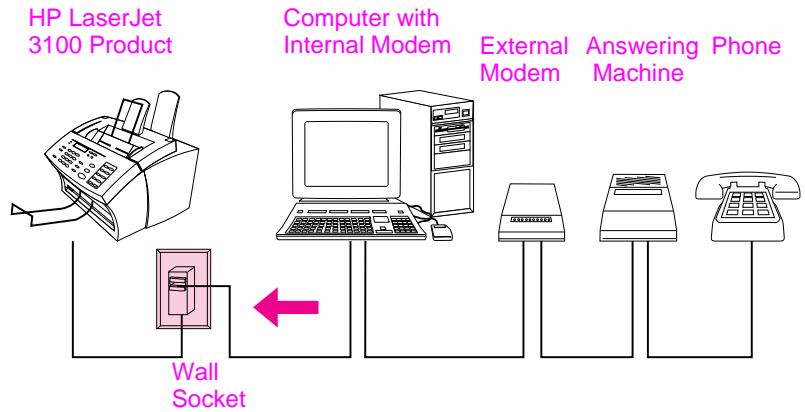 HP LaserJet
3100 Product
Computer with
Internal Modem
External
Modem
Answering
Machine
Phone
Wall
Socket